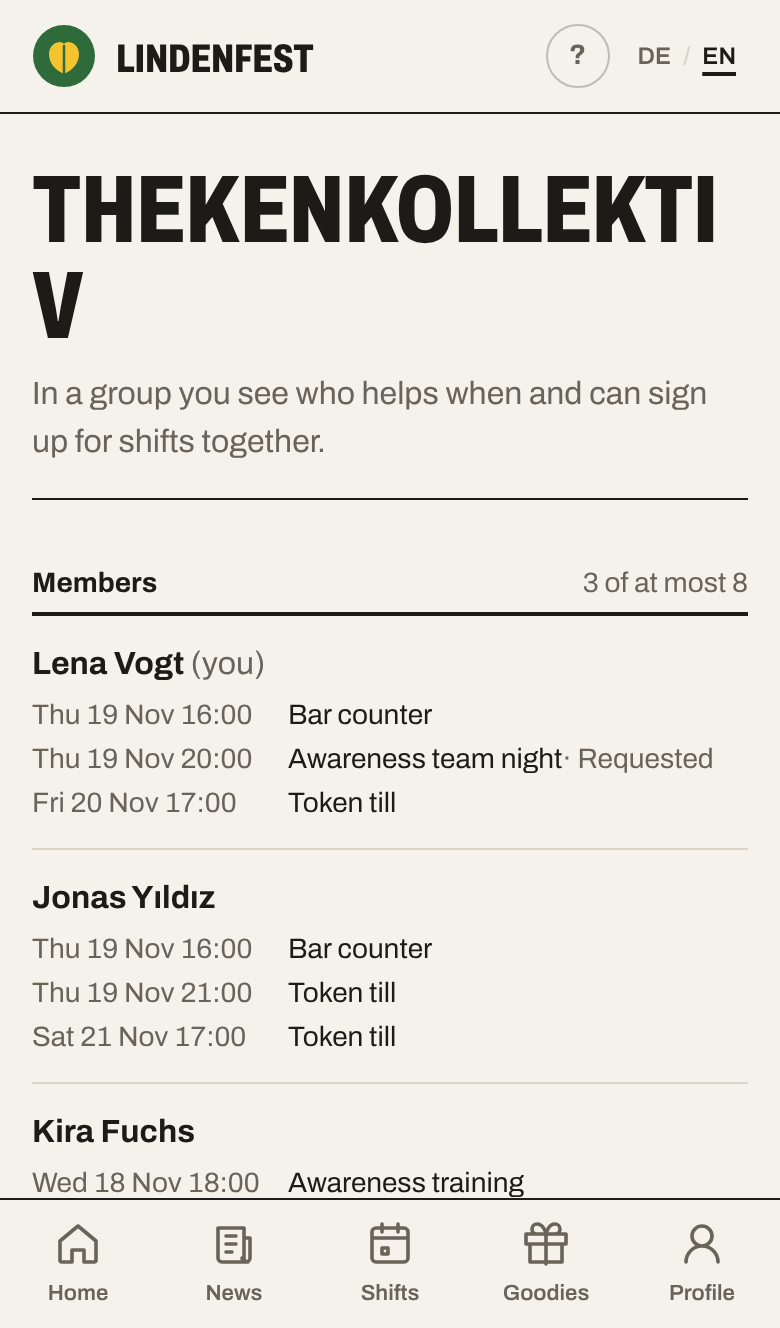 LINDENFEST
? DE / EN
THEKENKOLLEKTI
V
In a group you see who helps when and can sign
up for shifts together.
Members 3 of at most 8
Lena Vogt (you)
Thu 19 Nov 16:00 Bar counter
Thu 19 Nov 20:00 Awareness team night· Requested
Fri 20 Nov 17:00 Token till
Jonas Yıldız
Thu 19 Nov 16:00 Bar counter
Thu 19 Nov 21:00 Token till
Sat 21 Nov 17:00 Token till
Kira Fuchs
Wed 18 Nov 18:00 Awareness training
Home News Shifts Goodies Profile